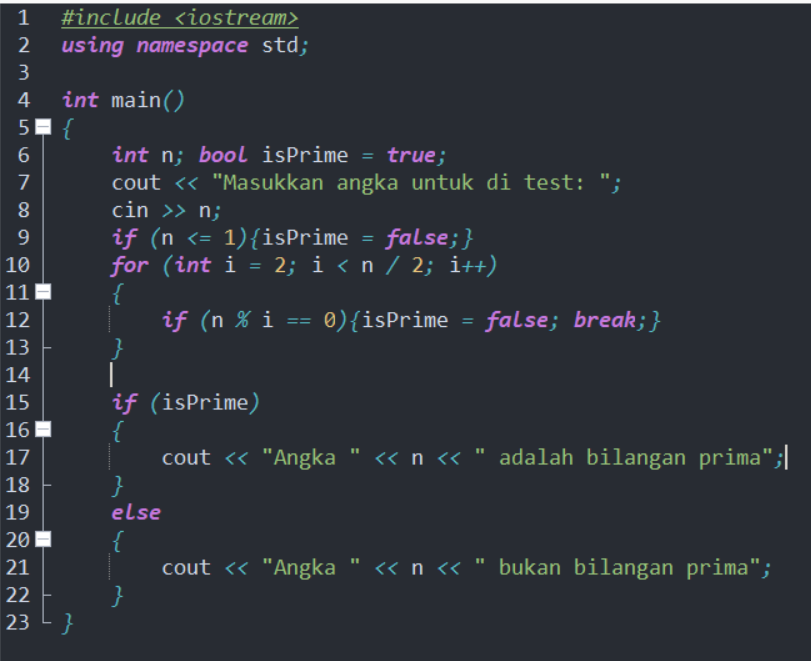 1 #include <iostream>
2 using namespace std;
3
4 int main()
5 {
6 int n; bool isPrime = true;
7 cout << "Masukkan angka untuk di test: ";
8 cin >> n;
9 if (n <= 1){isPrime = false;}
10 for (int i = 2; i < n / 2; i++)
11 {
12 if (n % i == 0){isPrime = false; break;}
13 }
14
15 if (isPrime)
16 {
17 cout << "Angka " << n << " adalah bilangan prima";
18 }
19 else
20 {
21 cout << "Angka " << n << " bukan bilangan prima";
22 }
23 }